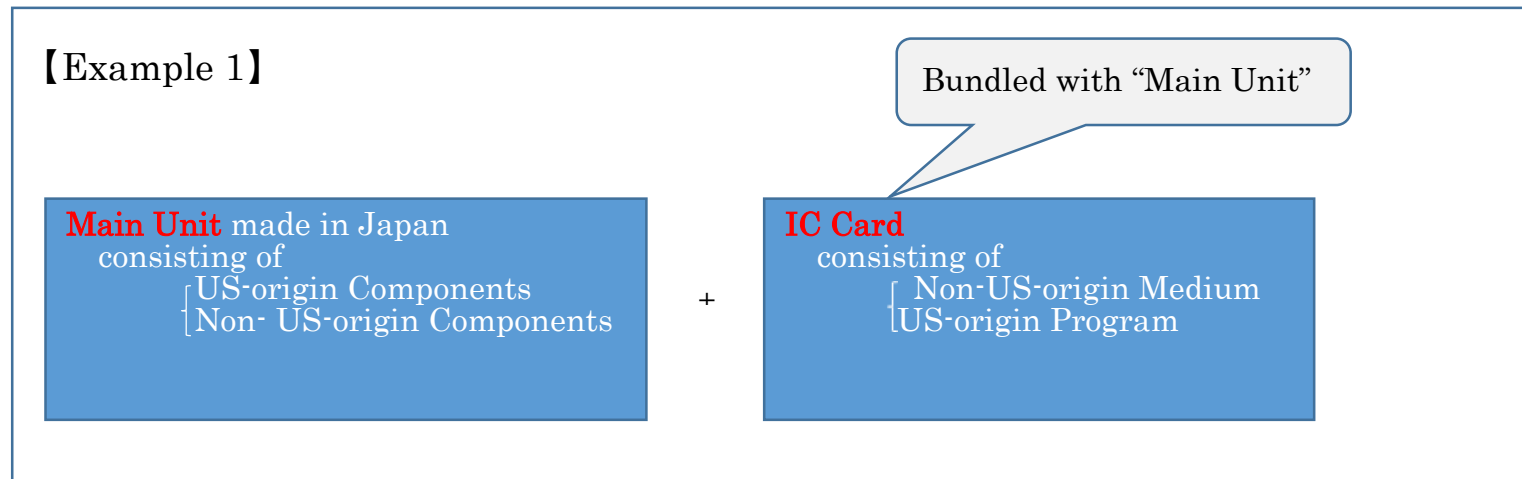 【Example 1】
Bundled with “Main Unit”
Main Unit made in Japan
consisting of
US-origin Components
Non- US-origin Components
+
IC Card
consisting of
Non-US-origin Medium
US-origin Program